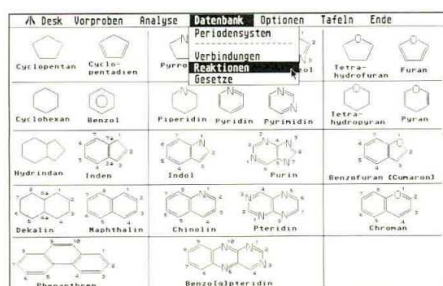 Desk Vorproben Analyse Datenbank Optionen Tafeln Ende
Periodensystem
Verbindungen
Reaktionen
Gesetze
Cyclopentan Cyclo-pentadien Tetra-hydrofuran Furan
Cyclohexan Benzol Piperidin Pyridin Pyrimidin Tetra-hydropyran Pyran
Hydrindan Inden Indol Purin Benzofuran (Cumaron)
Dekalin Naphthalin Chinolin Pteridin Chroman
Phenanthren Benzo[g]pteridin